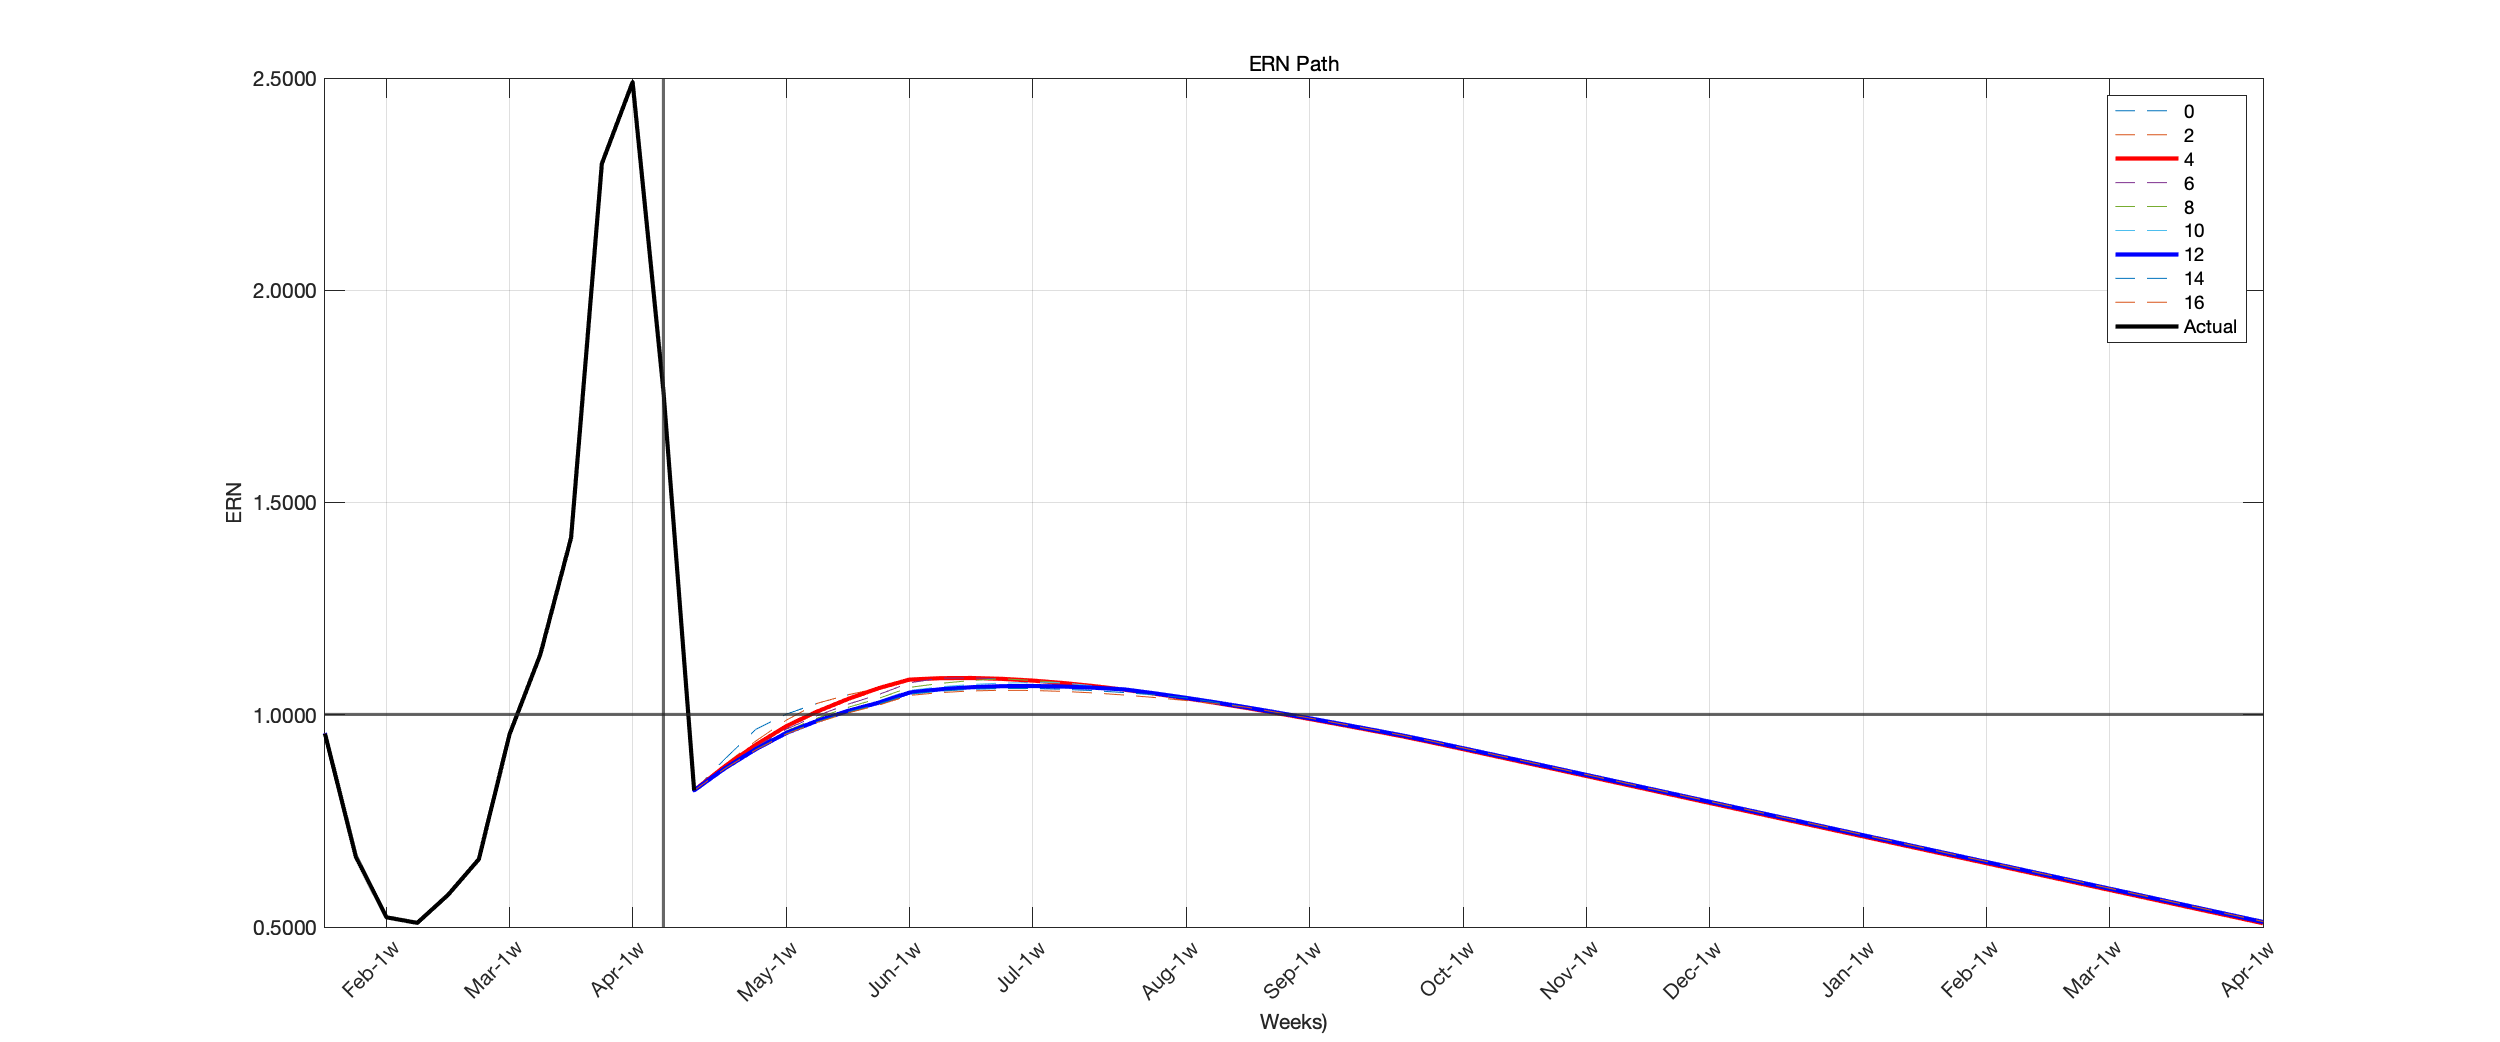 ERN Path
2.5000
2.0000
1.5000
1.0000
0.5000
ERN
0
2
4
6
8
10
12
14
16
Actual
Feb-1w
Mar-1w
Apr-1w
May-1w
Jun-1w
Jul-1w
Aug-1w
Sep-1w
Oct-1w
Nov-1w
Dec-1w
Jan-1w
Feb-1w
Mar-1w
Apr-1w
Weeks)